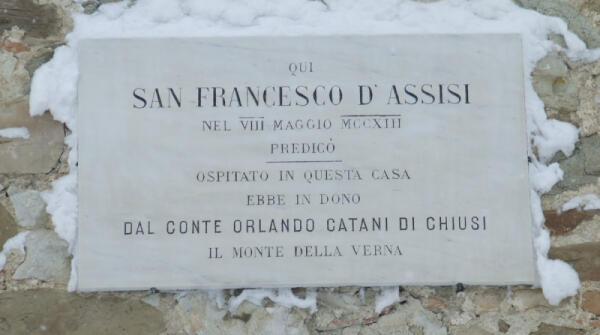 QUI
SAN FRANCESCO D'ASSISI
NEL VIII MAGGIO MCCXIII
PREDICÒ
OSPITATO IN QUESTA CASA
EBBE IN DONO
DAL CONTE ORLANDO CATANI DI CHIUSI
IL MONTE DELLA VERNA